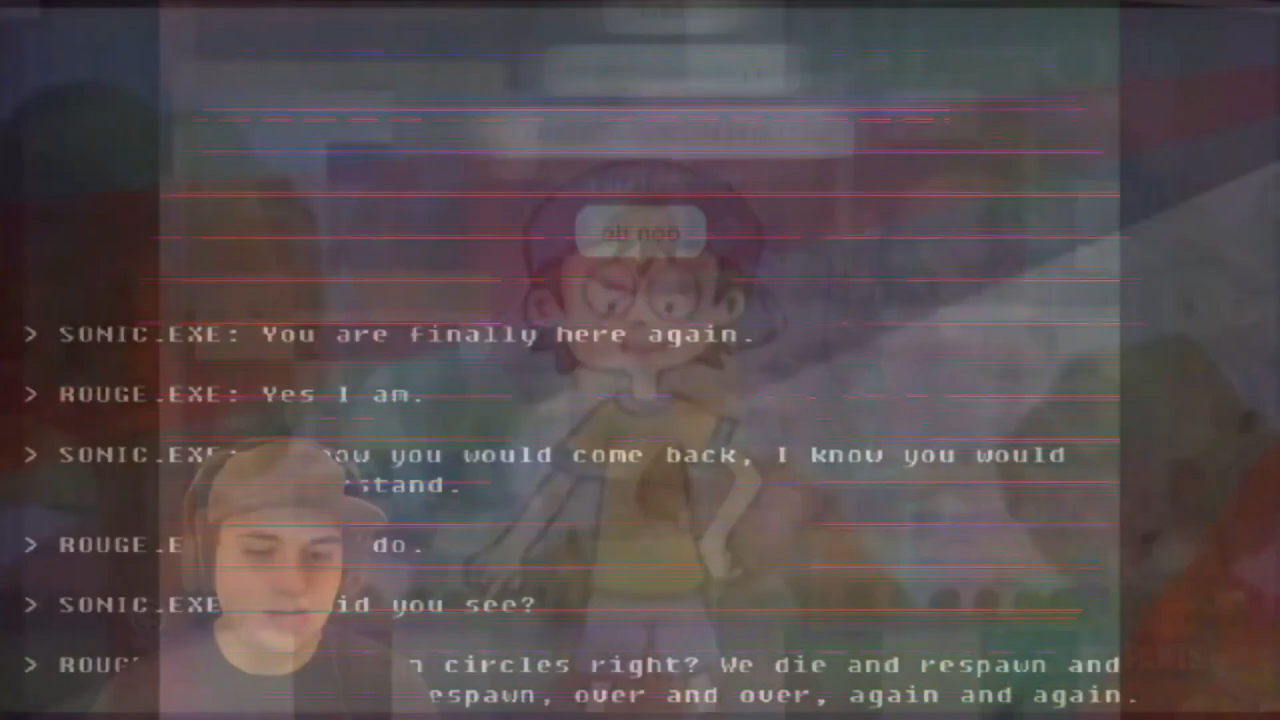 oh noo
> SONIC.EXE: You are finally here again.
> ROUGE.EXE: Yes I am.
> SONIC.EXE: now you would come back, I know you would
stand.
> ROUGE.E do.
> SONIC.EXE id you see?
> ROUG circles right? We die and respawn and
espawn, over and over, again and again.